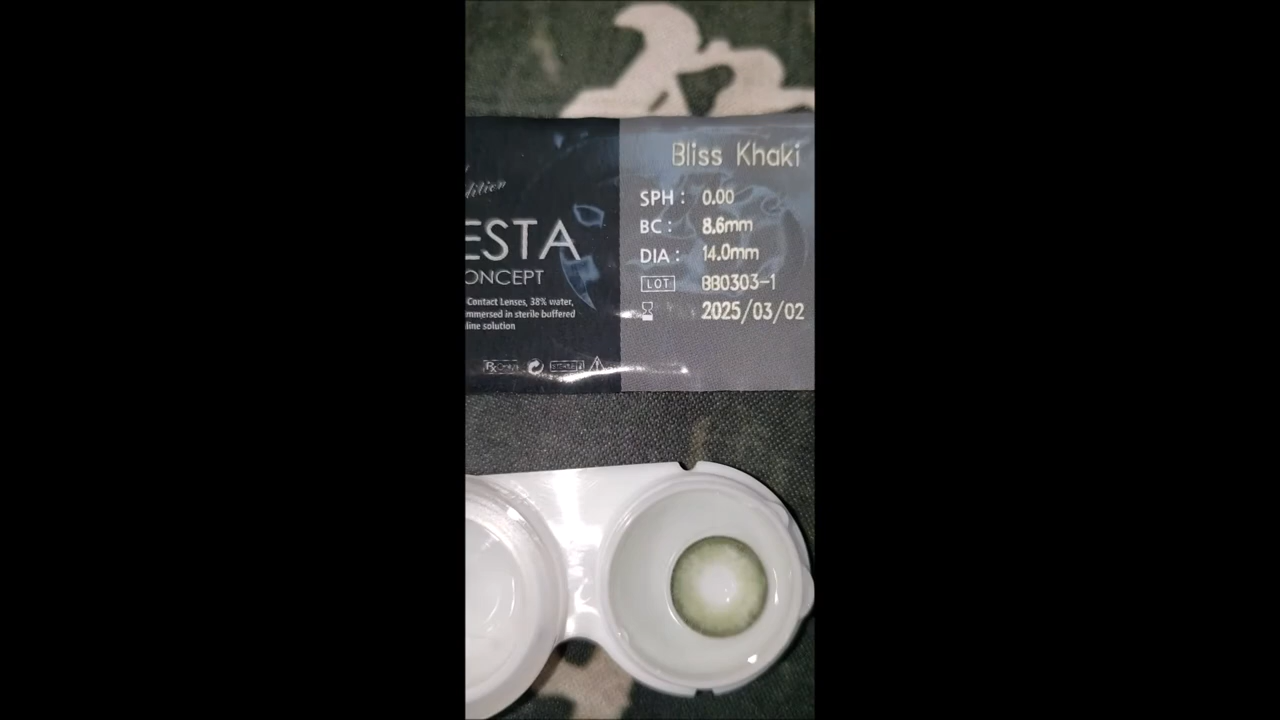 Bliss Khaki
SPH : 0.00
BC : 8.6mm
DIA : 14.0mm
LOT BB0303-1
2025/03/02
dition
ESTA
ONCEPT
Contact Lenses, 38% water,
mmersed in sterile buffered
line solution